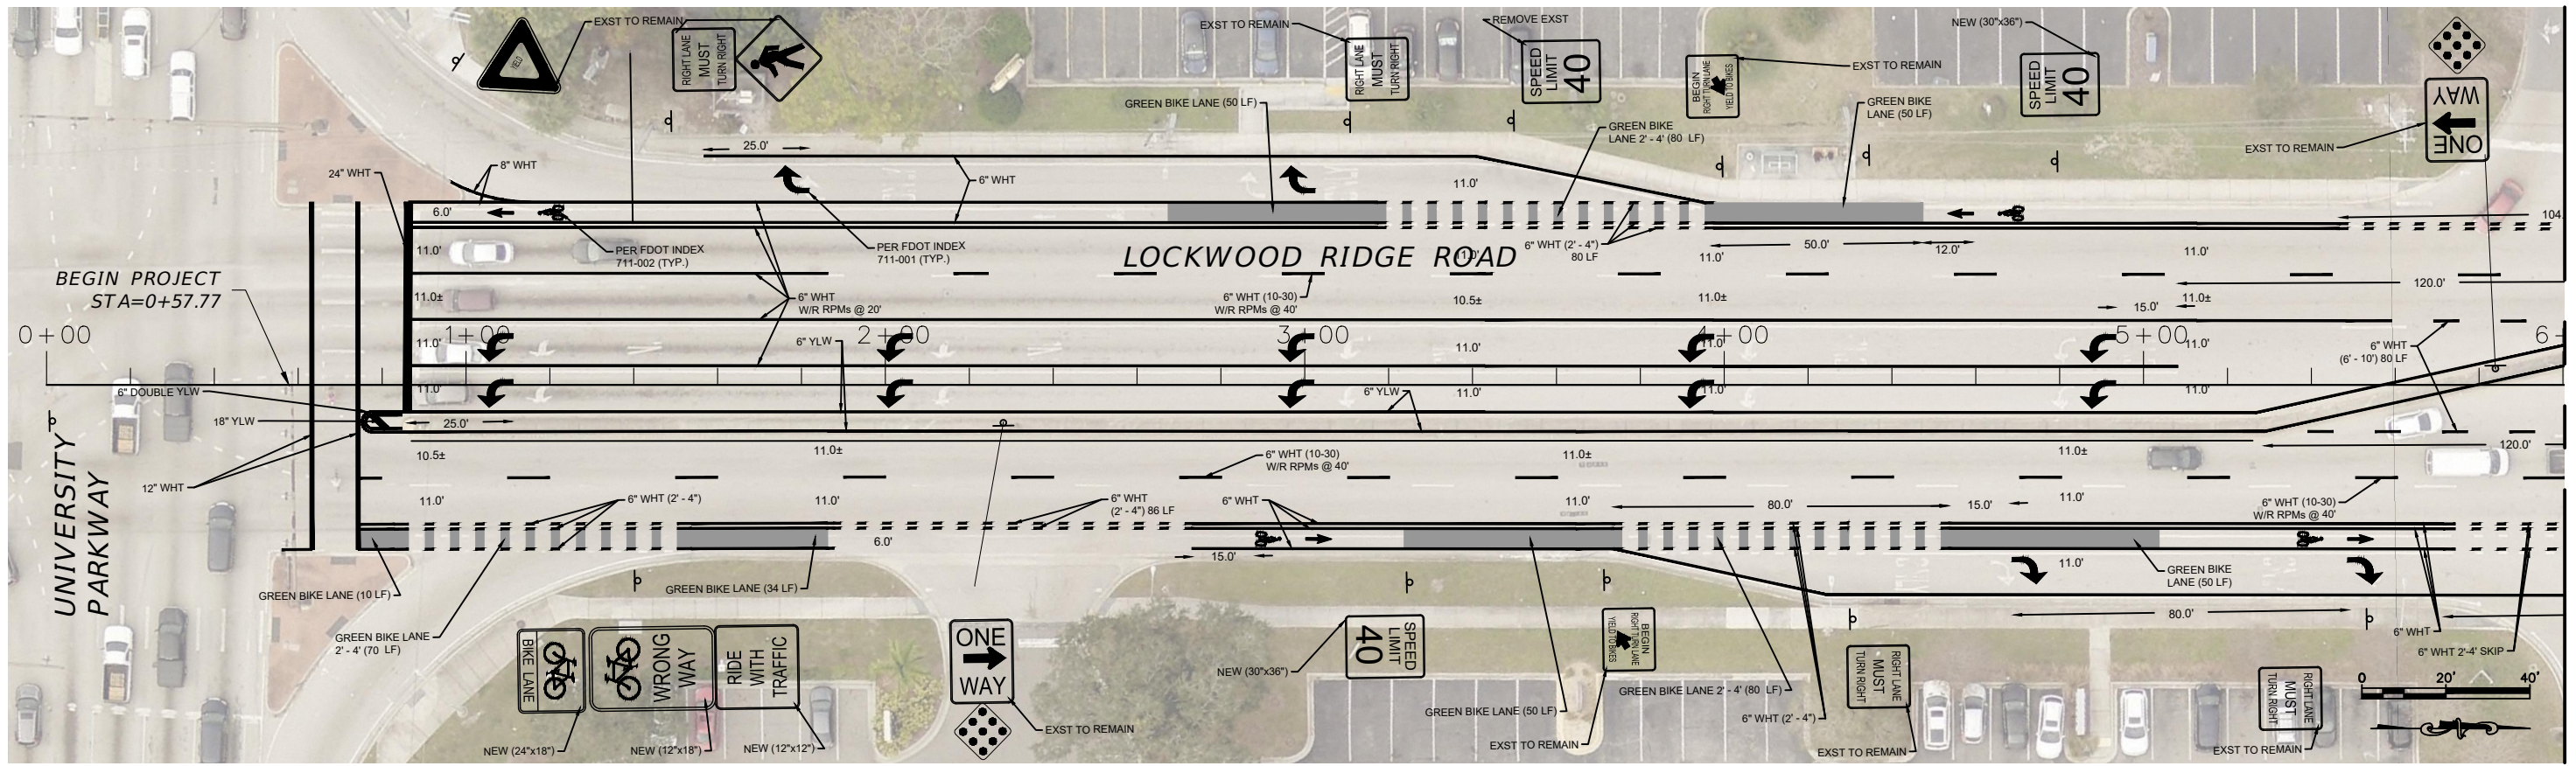 EXST TO REMAIN
YIELD
RIGHT LANE
MUST
TURN RIGHT
EXST TO REMAIN
RIGHT LANE
MUST
TURN RIGHT
REMOVE EXST
SPEED
LIMIT
40
BEGIN
RIGHT TURN LANE
YIELD TO BIKES
EXST TO REMAIN
NEW (30"x36")
SPEED
LIMIT
40
ONE
WAY
EXST TO REMAIN
GREEN BIKE LANE (50 LF)
GREEN BIKE
LANE 2' - 4' (80 LF)
GREEN BIKE
LANE (50 LF)
25.0'
24" WHT
8" WHT
6" WHT
11.0'
6.0'
PER FDOT INDEX
711-002 (TYP.)
PER FDOT INDEX
711-001 (TYP.)
LOCKWOOD RIDGE ROAD
11.0'
11.0'
6" WHT (2' - 4")
80 LF
11.0'
50.0'
12.0'
11.0'
104.
BEGIN PROJECT
STA=0+57.77
11.0±
6" WHT
W/R RPMs @ 20'
6" WHT (10-30)
W/R RPMs @ 40'
10.5±
11.0±
15.0'
11.0±
120.0'
0+00
1+00
2+00
3+00
4+00
5+00
6+
11.0'
6" YLW
11.0'
11.0'
11.0'
6" WHT
(6' - 10') 80 LF
6" DOUBLE YLW
11.0'
6" YLW
11.0'
11.0'
11.0'
18" YLW
25.0'
10.5±
11.0±
6" WHT (10-30)
W/R RPMs @ 40'
11.0±
11.0±
120.0'
UNIVERSITY
PARKWAY
12" WHT
11.0'
6" WHT (2' - 4")
11.0'
6" WHT
(2' - 4") 86 LF
6" WHT
11.0'
80.0'
15.0'
11.0'
6" WHT (10-30)
W/R RPMs @ 40'
6.0'
15.0'
11.0'
GREEN BIKE
LANE (50 LF)
GREEN BIKE LANE (10 LF)
GREEN BIKE LANE (34 LF)
80.0'
GREEN BIKE LANE
2' - 4' (70 LF)
BIKE LANE
WRONG
WAY
RIDE
WITH
TRAFFIC
ONE
WAY
SPEED
LIMIT
40
NEW (30"x36")
BEGIN
RIGHT TURN LANE
YIELD TO BIKES
RIGHT LANE
MUST
TURN RIGHT
RIGHT LANE
MUST
TURN RIGHT
6" WHT
6" WHT 2'-4' SKIP
0
20'
40'
GREEN BIKE LANE 2' - 4' (80 LF)
GREEN BIKE LANE (50 LF)
6" WHT (2' - 4")
NEW (24"x18")
NEW (12"x18")
NEW (12"x12")
EXST TO REMAIN
EXST TO REMAIN
EXST TO REMAIN
EXST TO REMAIN